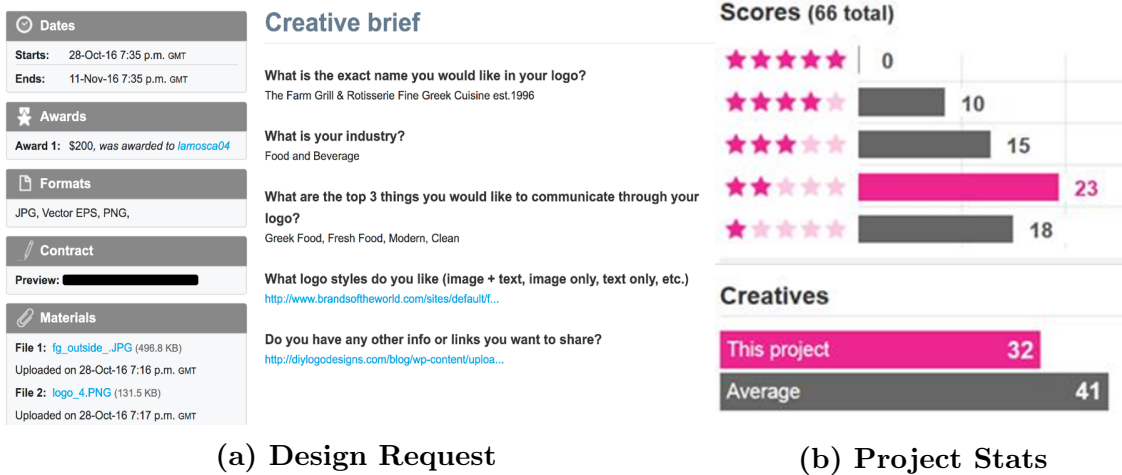 Dates
Starts: 28-Oct-16 7:35 p.m. GMT
Ends: 11-Nov-16 7:35 p.m. GMT
Awards
Award 1: $200, was awarded to lamosca04
Formats
JPG, Vector EPS, PNG,
Contract
Preview:
Materials
File 1: fg_outside_.JPG (496.8 KB)
Uploaded on 28-Oct-16 7:16 p.m. GMT
File 2: logo_4.PNG (131.5 KB)
Uploaded on 28-Oct-16 7:17 p.m. GMT
Creative brief
What is the exact name you would like in your logo?
The Farm Grill & Rotisserie Fine Greek Cuisine est.1996
What is your industry?
Food and Beverage
What are the top 3 things you would like to communicate through your
logo?
Greek Food, Fresh Food, Modern, Clean
What logo styles do you like (image + text, image only, text only, etc.)
http://www.brandsoftheworld.com/sites/default/f...
Do you have any other info or links you want to share?
http://diylogodesigns.com/blog/wp-content/uploa...
(a) Design Request
Scores (66 total)
0
10
15
23
18
Creatives
This project 32
Average 41
(b) Project Stats